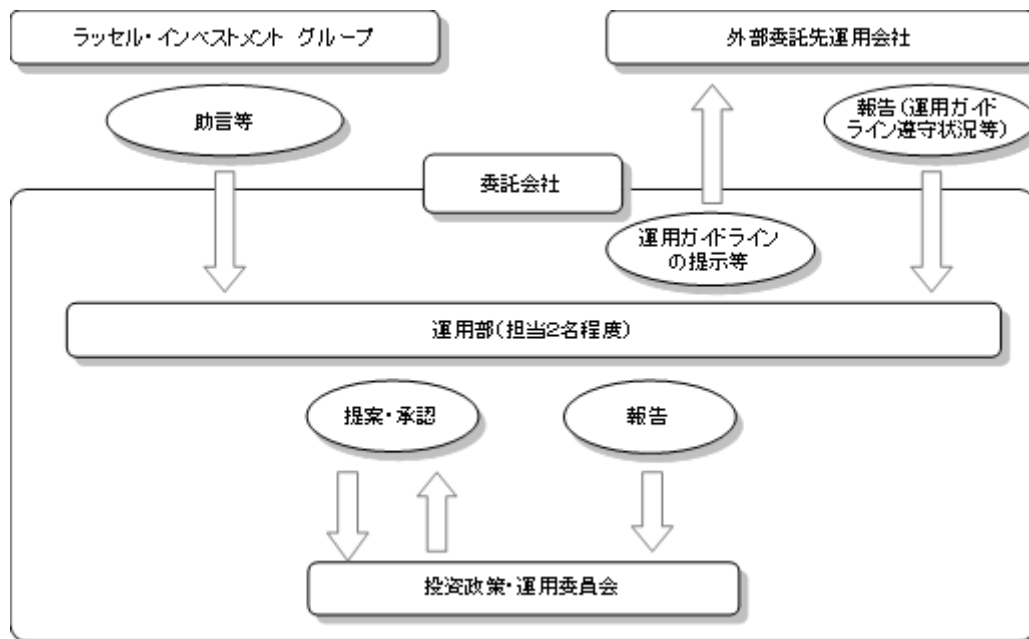 ラッセル・インベストメント グループ
外部委託先運用会社
助言等
報告(運用ガイド
ライン遵守状況等)
委託会社
運用ガイドライン
の提示等
運用部(担当2名程度)
提案・承認
報告
投資政策・運用委員会